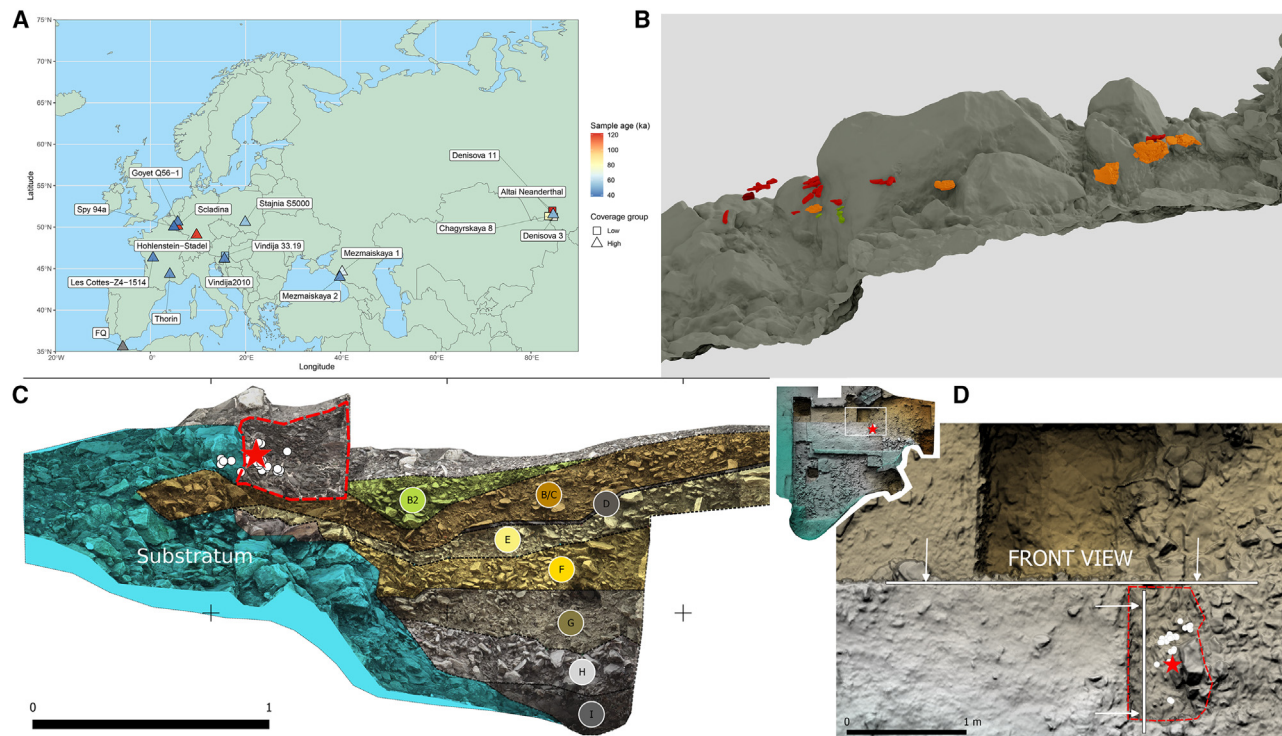 A
75°N
70°N
65°N
60°N
55°N
50°N
45°N
40°N
35°N
Latitude
20°W
0°
20°E
40°E
60°E
80°E
Longitude
Denisova 11
Goyet Q56−1
Altai Neanderthal
Spy 94a
Scladina
Stajnia S5000
Chagyrskaya 8
Denisova 3
Hohlenstein−Stadel
Vindija 33.19
Mezmaiskaya 1
Les Cottes−Z4−1514
Vindija2010
Mezmaiskaya 2
Thorin
FQ
Sample age (ka)
120
100
80
60
40
Coverage group
Low
High
B
C
B2
B/C
D
E
F
G
H
I
Substratum
0
1
D
FRONT VIEW
0
1 m